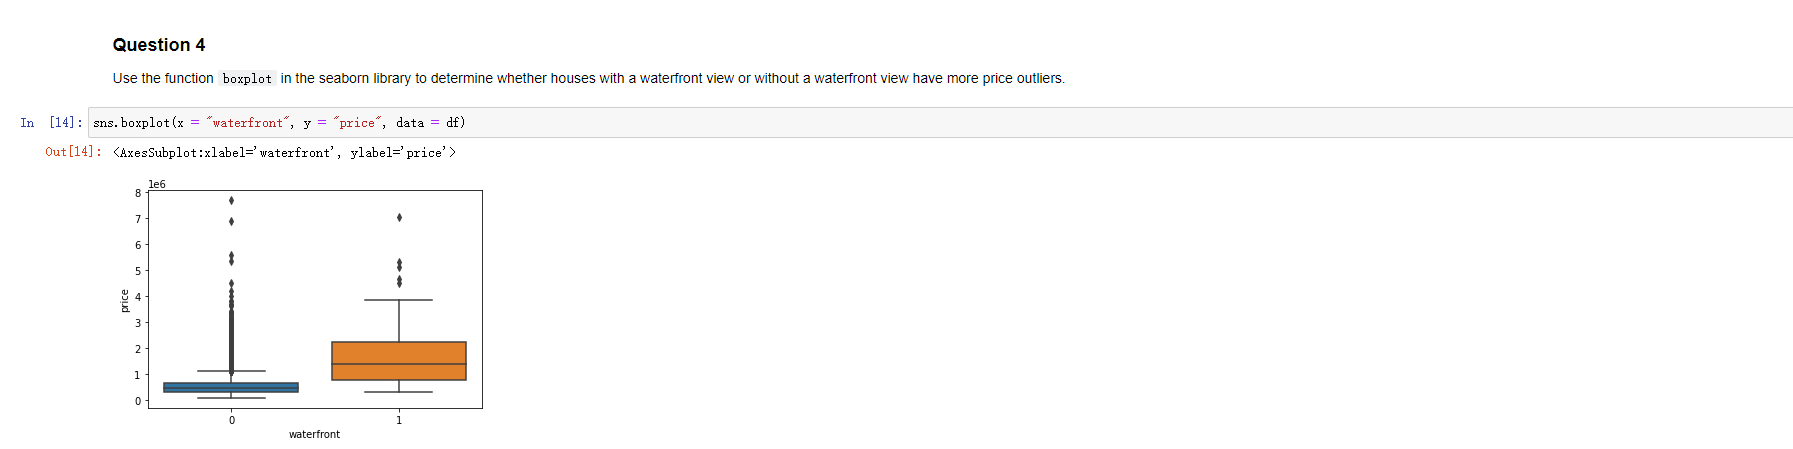 Question 4
Use the function boxplot in the seaborn library to determine whether houses with a waterfront view or without a waterfront view have more price outliers.
In [14]: sns.boxplot(x = "waterfront", y = "price", data = df)
Out[14]: <AxesSubplot:xlabel='waterfront', ylabel='price'>
1e6
8
7
6
5
4
3
2
1
0
price
0 1
waterfront